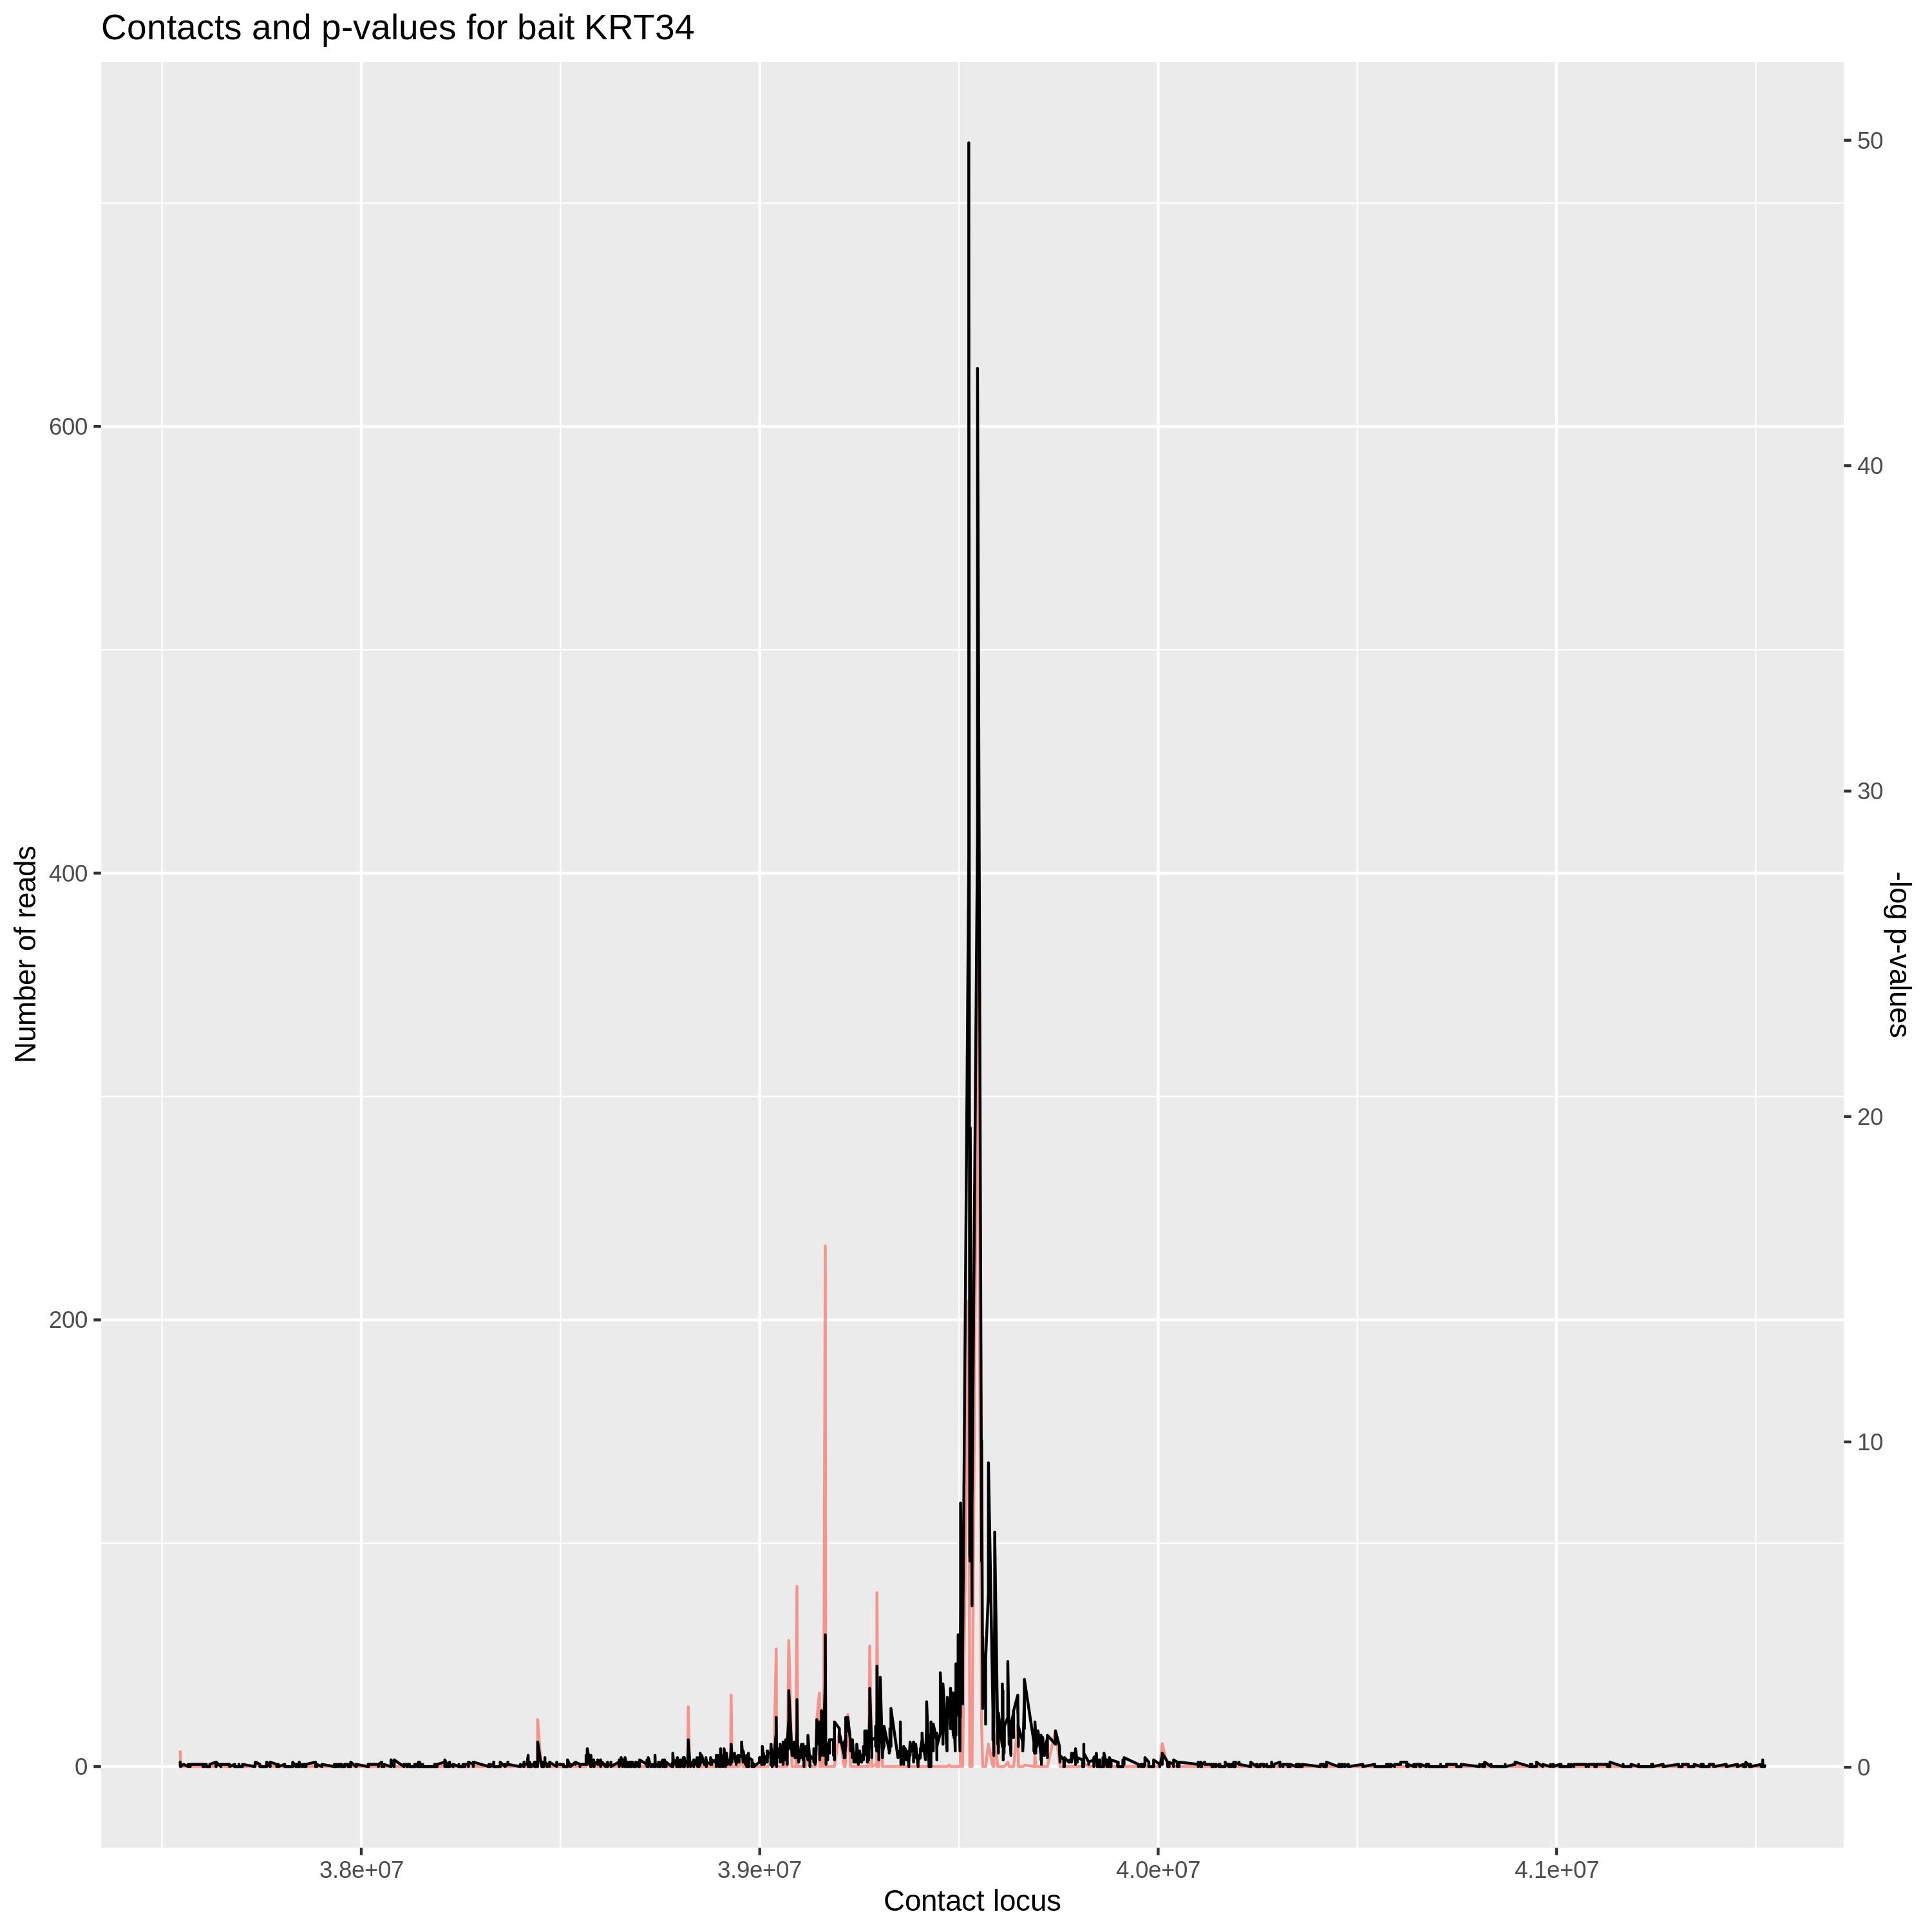 Contacts and p-values for bait KRT34
Number of reads
600
400
200
0
50
40
30
20
10
0
-log p-values
3.8e+07
3.9e+07
4.0e+07
4.1e+07
Contact locus